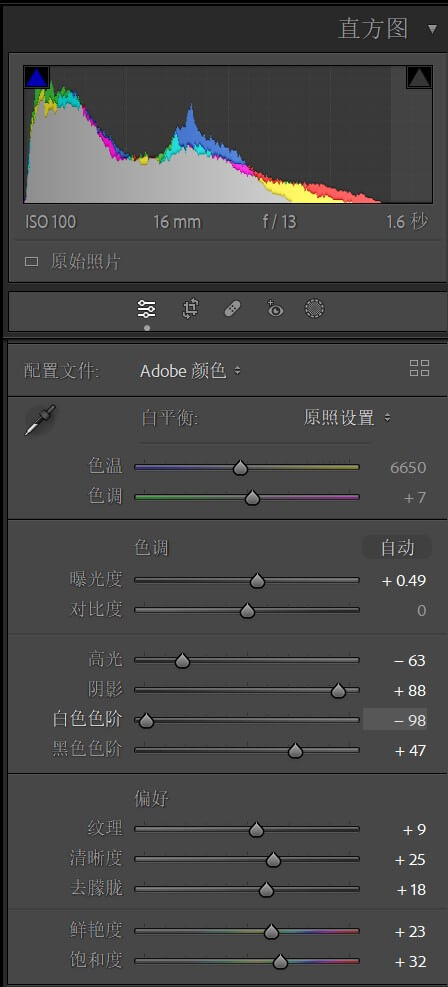 直方图
ISO 100 16 mm f / 13 1.6 秒
原始照片
配置文件: Adobe 颜色
白平衡: 原照设置
色温 6650
色调 + 7
色调 自动
曝光度 + 0.49
对比度 0
高光 − 63
阴影 + 88
白色色阶 − 98
黑色色阶 + 47
偏好
纹理 + 9
清晰度 + 25
去朦胧 + 18
鲜艳度 + 23
饱和度 + 32